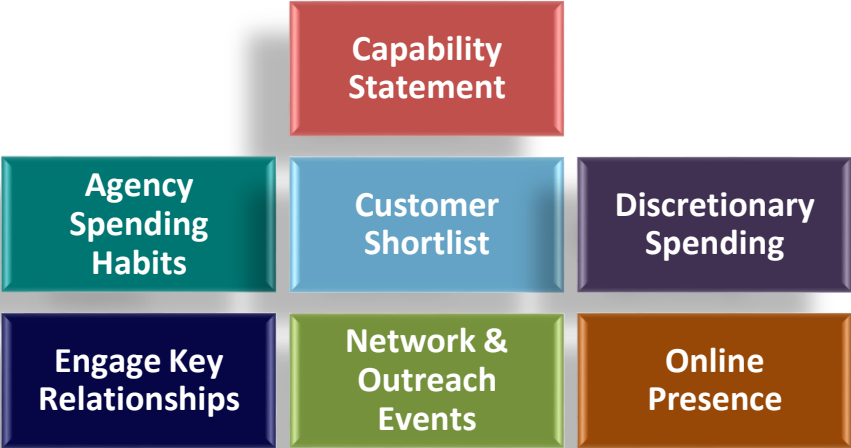 Capability
Statement
Agency
Spending
Habits
Customer
Shortlist
Discretionary
Spending
Engage Key
Relationships
Network &
Outreach
Events
Online
Presence